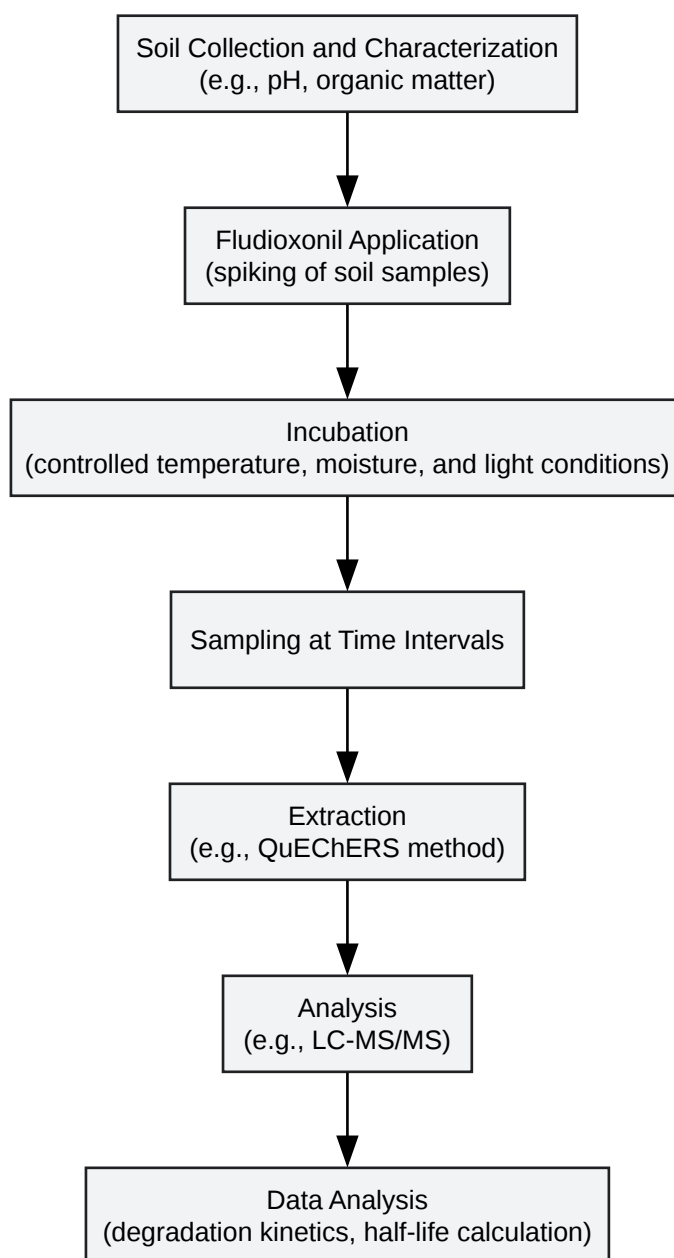 Soil Collection and Characterization
(e.g., pH, organic matter)
Fludioxonil Application
(spiking of soil samples)
Incubation
(controlled temperature, moisture, and light conditions)
Sampling at Time Intervals
Extraction
(e.g., QuEChERS method)
Analysis
(e.g., LC-MS/MS)
Data Analysis
(degradation kinetics, half-life calculation)